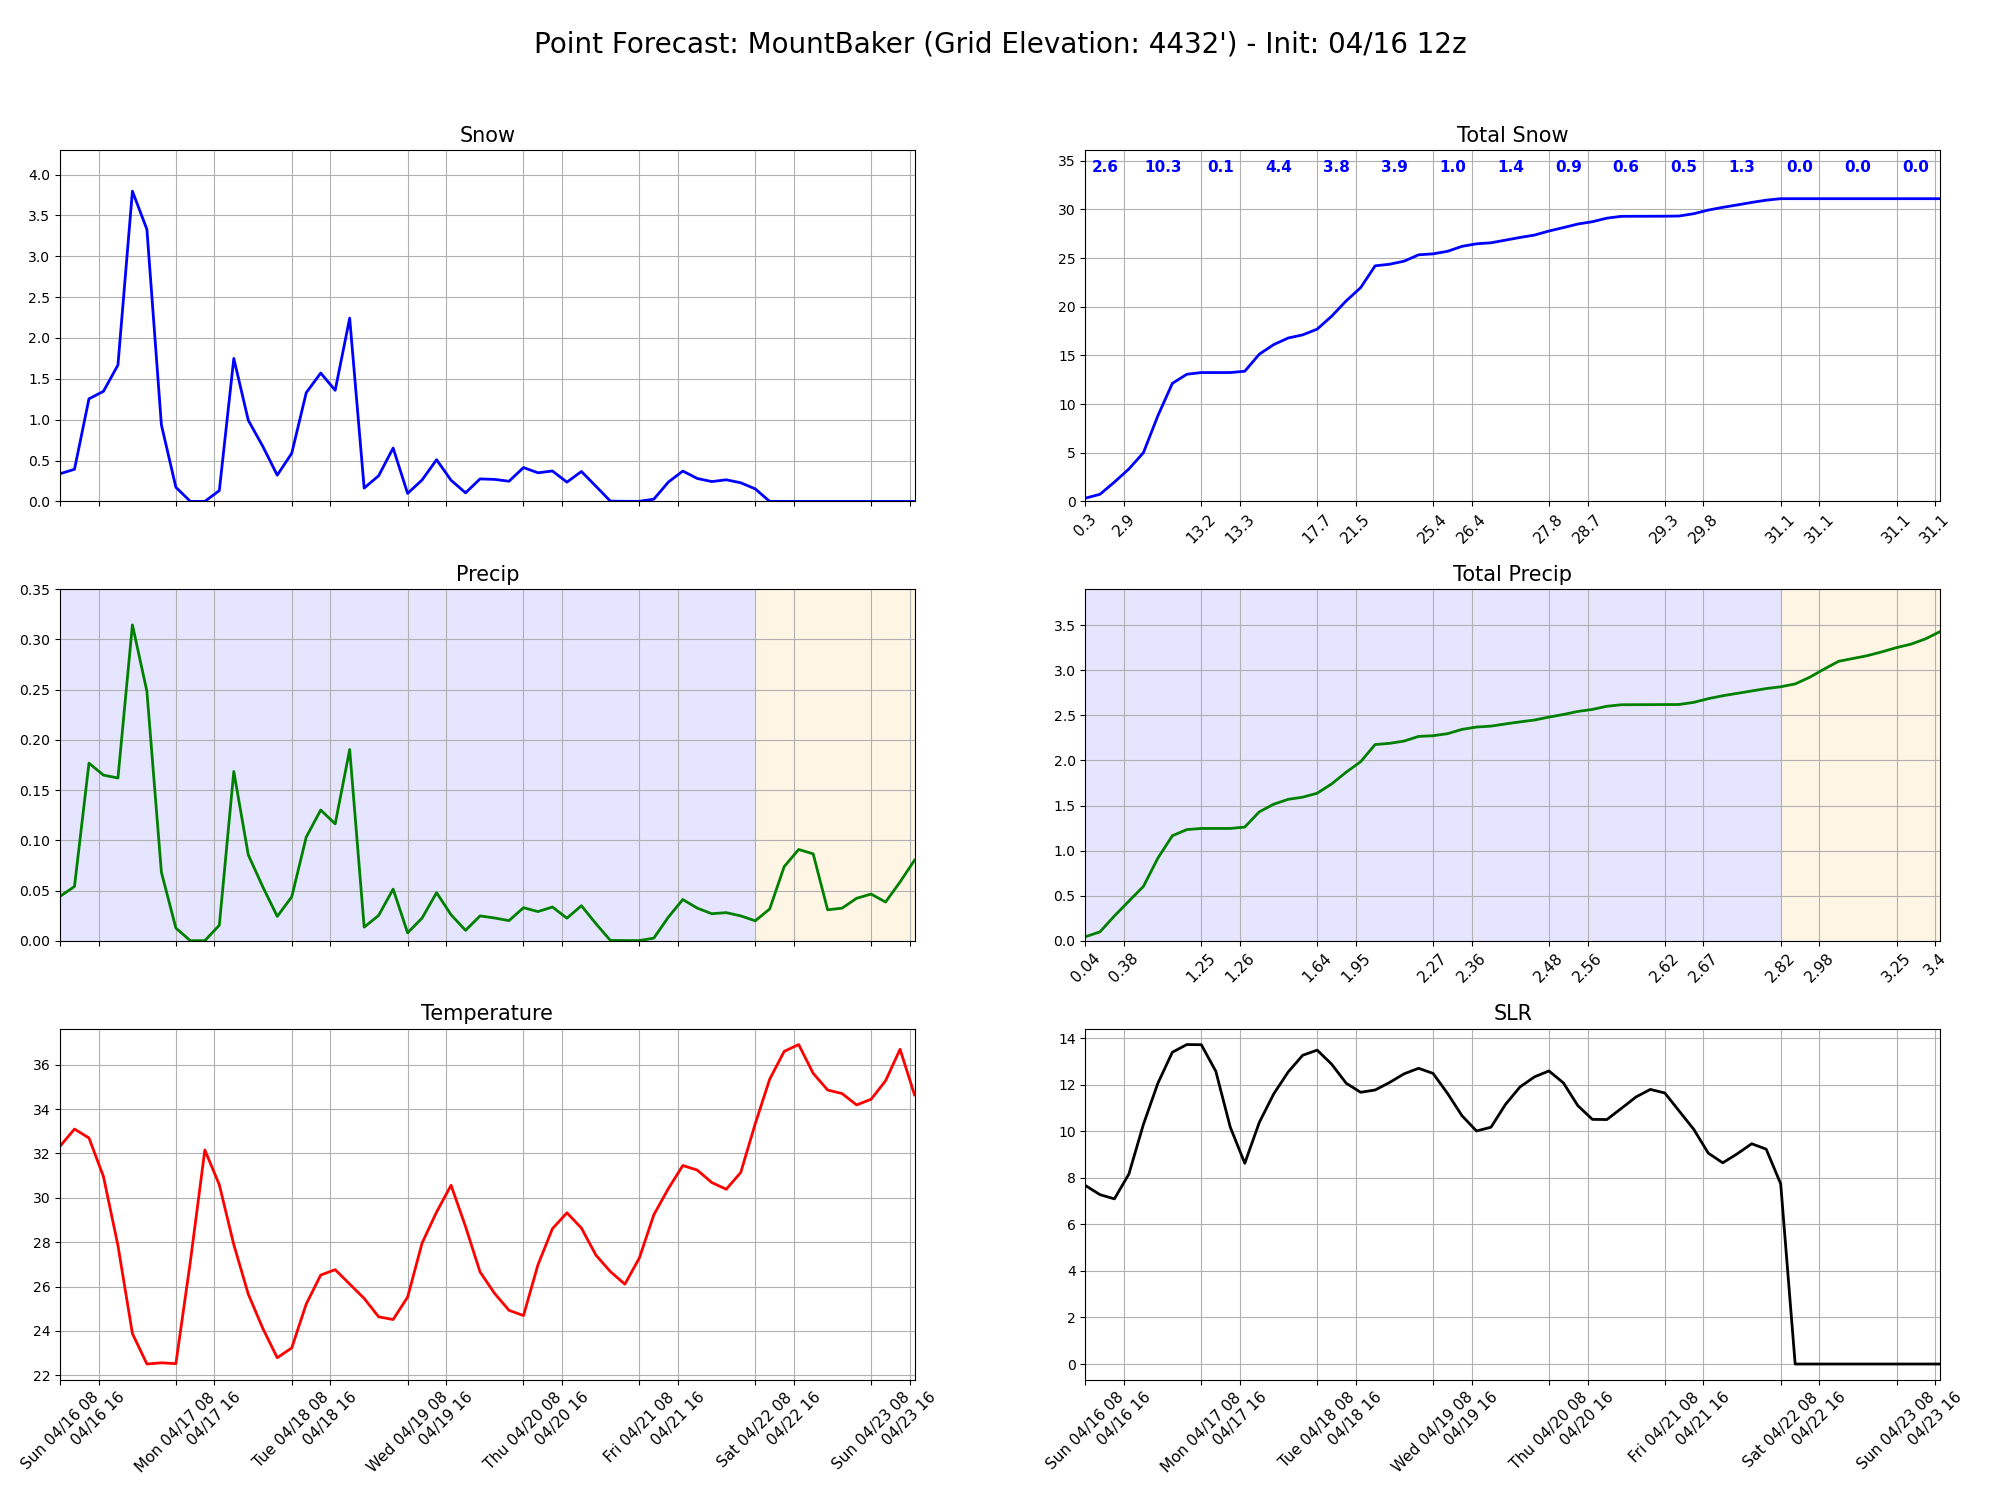 Point Forecast: MountBaker (Grid Elevation: 4432') - Init: 04/16 12z
Snow
4.0
3.5
3.0
2.5
2.0
1.5
1.0
0.5
0.0
Total Snow
2.6 10.3 0.1 4.4 3.8 3.9 1.0 1.4 0.9 0.6 0.5 1.3 0.0 0.0 0.0
35
30
25
20
15
10
5
0
0.3 2.9 13.2 13.3 17.7 21.5 25.4 26.4 27.8 28.7 29.3 29.8 31.1 31.1 31.1 31.1
Precip
0.35
0.30
0.25
0.20
0.15
0.10
0.05
0.00
Total Precip
3.5
3.0
2.5
2.0
1.5
1.0
0.5
0.0
0.04 0.38 1.25 1.26 1.64 1.95 2.27 2.36 2.48 2.56 2.62 2.67 2.82 2.98 3.25 3.4
Temperature
36
34
32
30
28
26
24
22
Sun 04/16 08
04/16 16
Mon 04/17 08
04/17 16
Tue 04/18 08
04/18 16
Wed 04/19 08
04/19 16
Thu 04/20 08
04/20 16
Fri 04/21 08
04/21 16
Sat 04/22 08
04/22 16
Sun 04/23 08
04/23 16
SLR
14
12
10
8
6
4
2
0
Sun 04/16 08
04/16 16
Mon 04/17 08
04/17 16
Tue 04/18 08
04/18 16
Wed 04/19 08
04/19 16
Thu 04/20 08
04/20 16
Fri 04/21 08
04/21 16
Sat 04/22 08
04/22 16
Sun 04/23 08
04/23 16